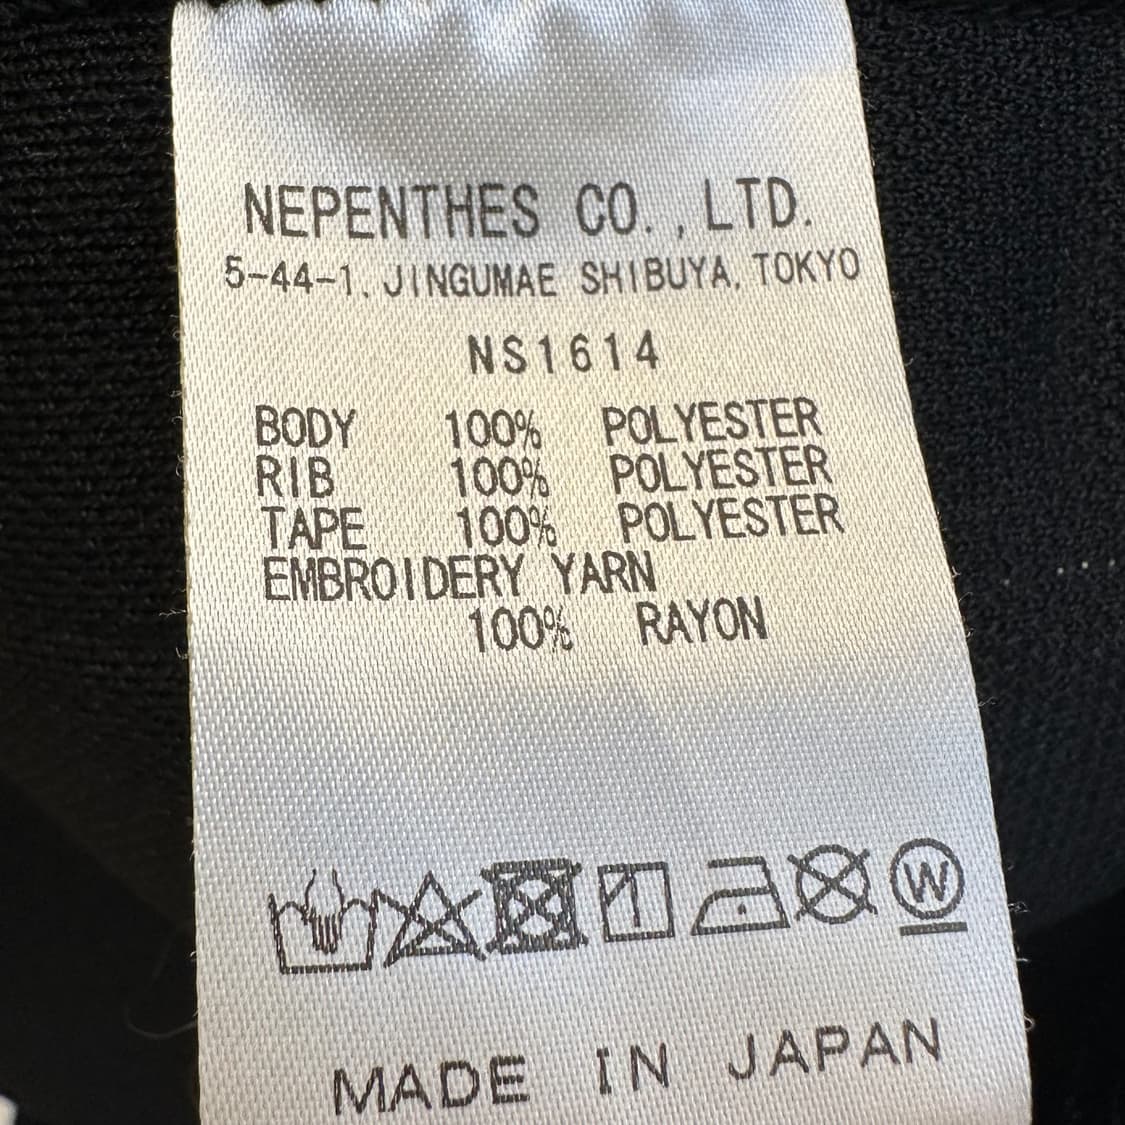 NEPENTHES CO., LTD.
5-44-1, JINGUMAE SHIBUYA, TOKYO
NS1614
BODY 100% POLYESTER
RIB 100% POLYESTER
TAPE 100% POLYESTER
EMBROIDERY YARN
100% RAYON
W
MADE IN JAPAN